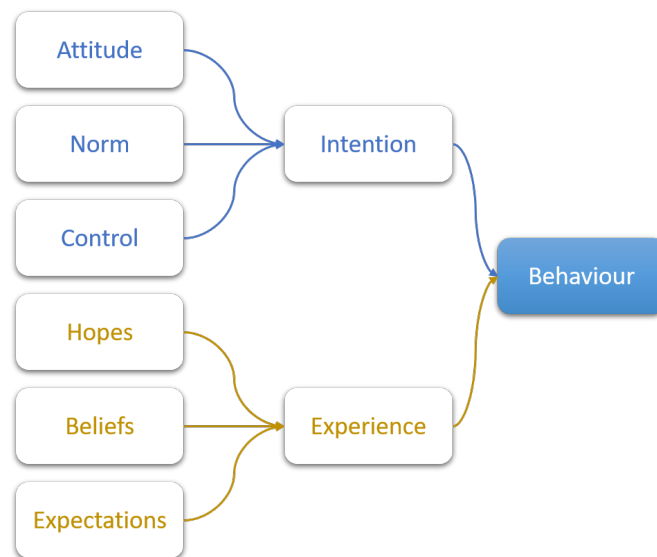 Attitude
Norm
Intention
Control
Behaviour
Hopes
Beliefs
Experience
Expectations